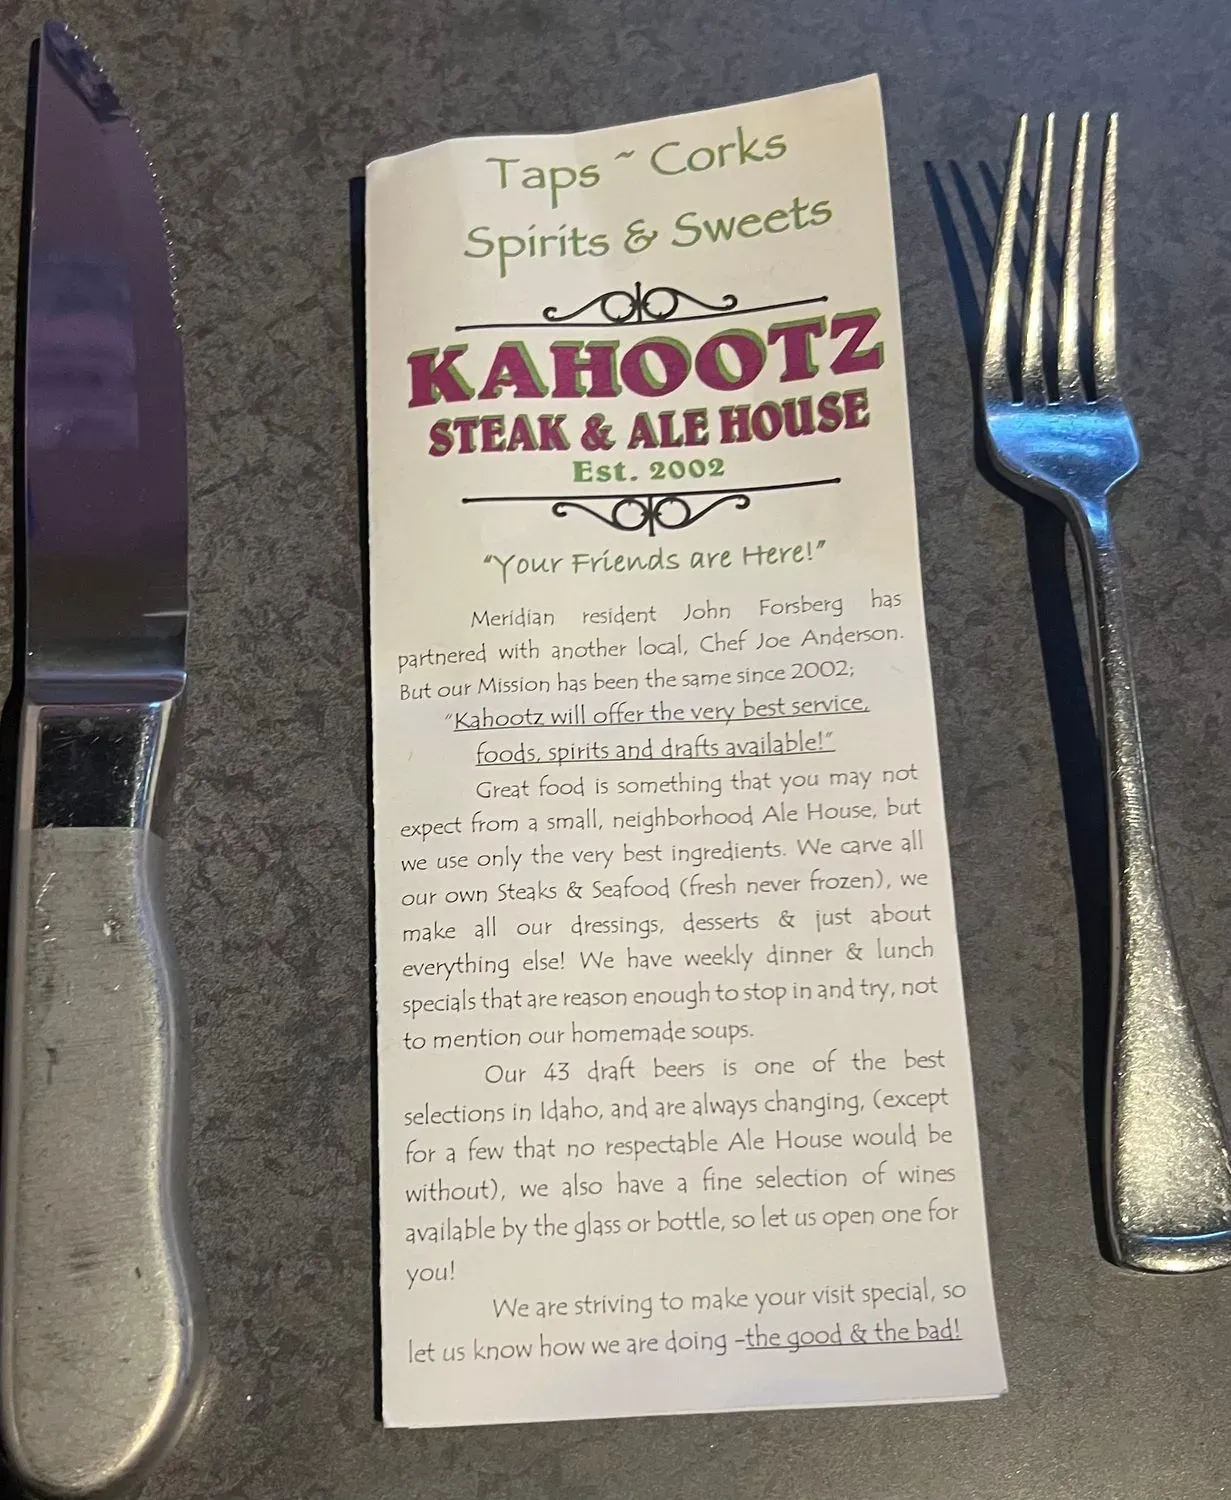 Taps ~ Corks
Spirits & Sweets
KAHOOTZ
STEAK & ALE HOUSE
Est. 2002
"Your Friends are Here!"
Meridian resident John Forsberg has
partnered with another local, Chef Joe Anderson.
But our Mission has been the same since 2002;
"Kahootz will offer the very best service,
foods, spirits and drafts available!"
Great food is something that you may not
expect from a small, neighborhood Ale House, but
we use only the very best ingredients. We carve all
our own Steaks & Seafood (fresh never frozen), we
make all our dressings, desserts & just about
everything else! We have weekly dinner & lunch
specials that are reason enough to stop in and try, not
to mention our homemade soups.
Our 43 draft beers is one of the best
selections in Idaho, and are always changing, (except
for a few that no respectable Ale House would be
without), we also have a fine selection of wines
available by the glass or bottle, so let us open one for
you!
We are striving to make your visit special, so
let us know how we are doing -the good & the bad!